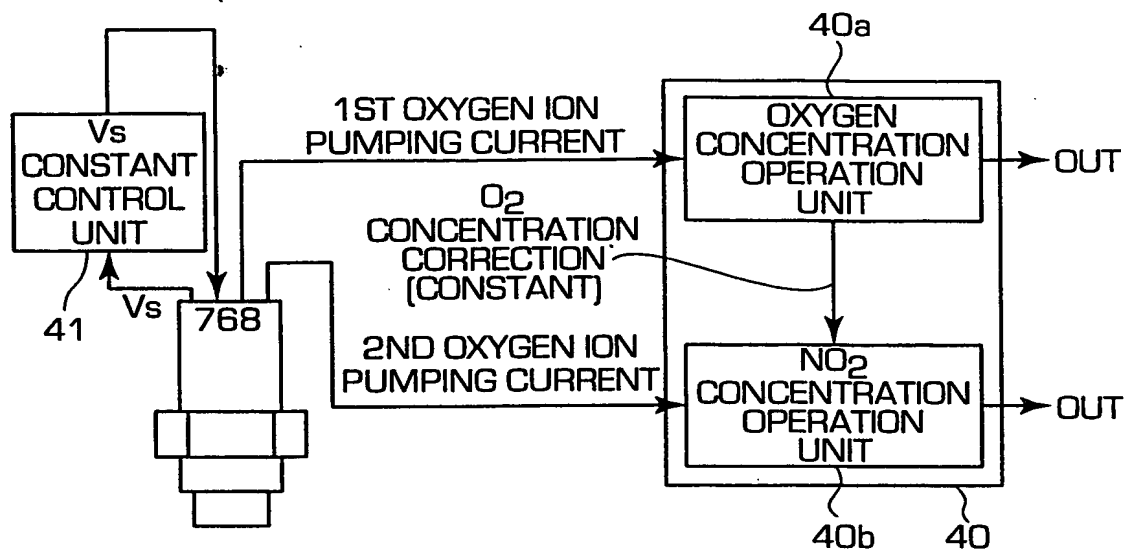 40a
Vs
CONSTANT
CONTROL
UNIT
41
Vs
768
1ST OXYGEN ION
PUMPING CURRENT
OXYGEN
CONCENTRATION
OPERATION
UNIT
OUT
O2
CONCENTRATION
CORRECTION
(CONSTANT)
2ND OXYGEN ION
PUMPING CURRENT
NO2
CONCENTRATION
OPERATION
UNIT
OUT
40b
40